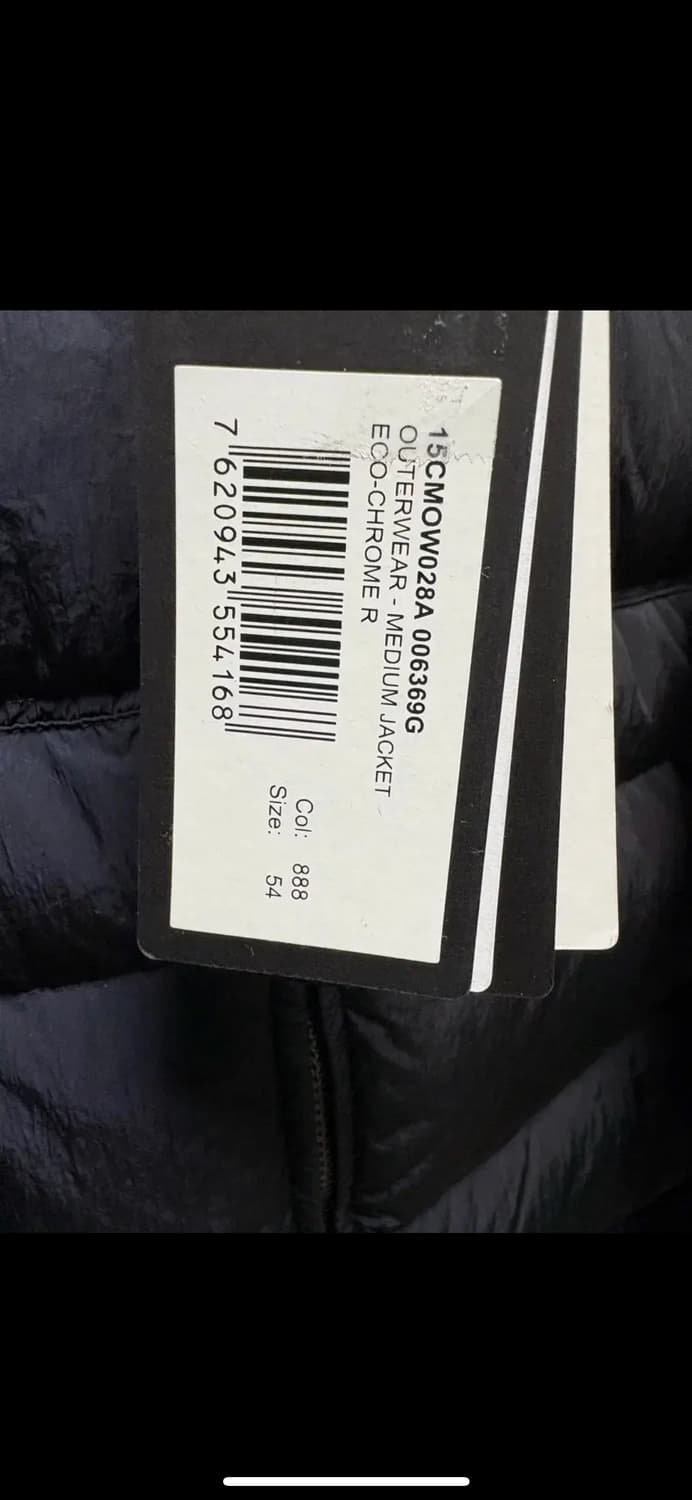 15CMOW028A 006369G
OUTERWEAR - MEDIUM JACKET
ECO-CHROME R
7 620943 554168
Col: 888
Size: 54